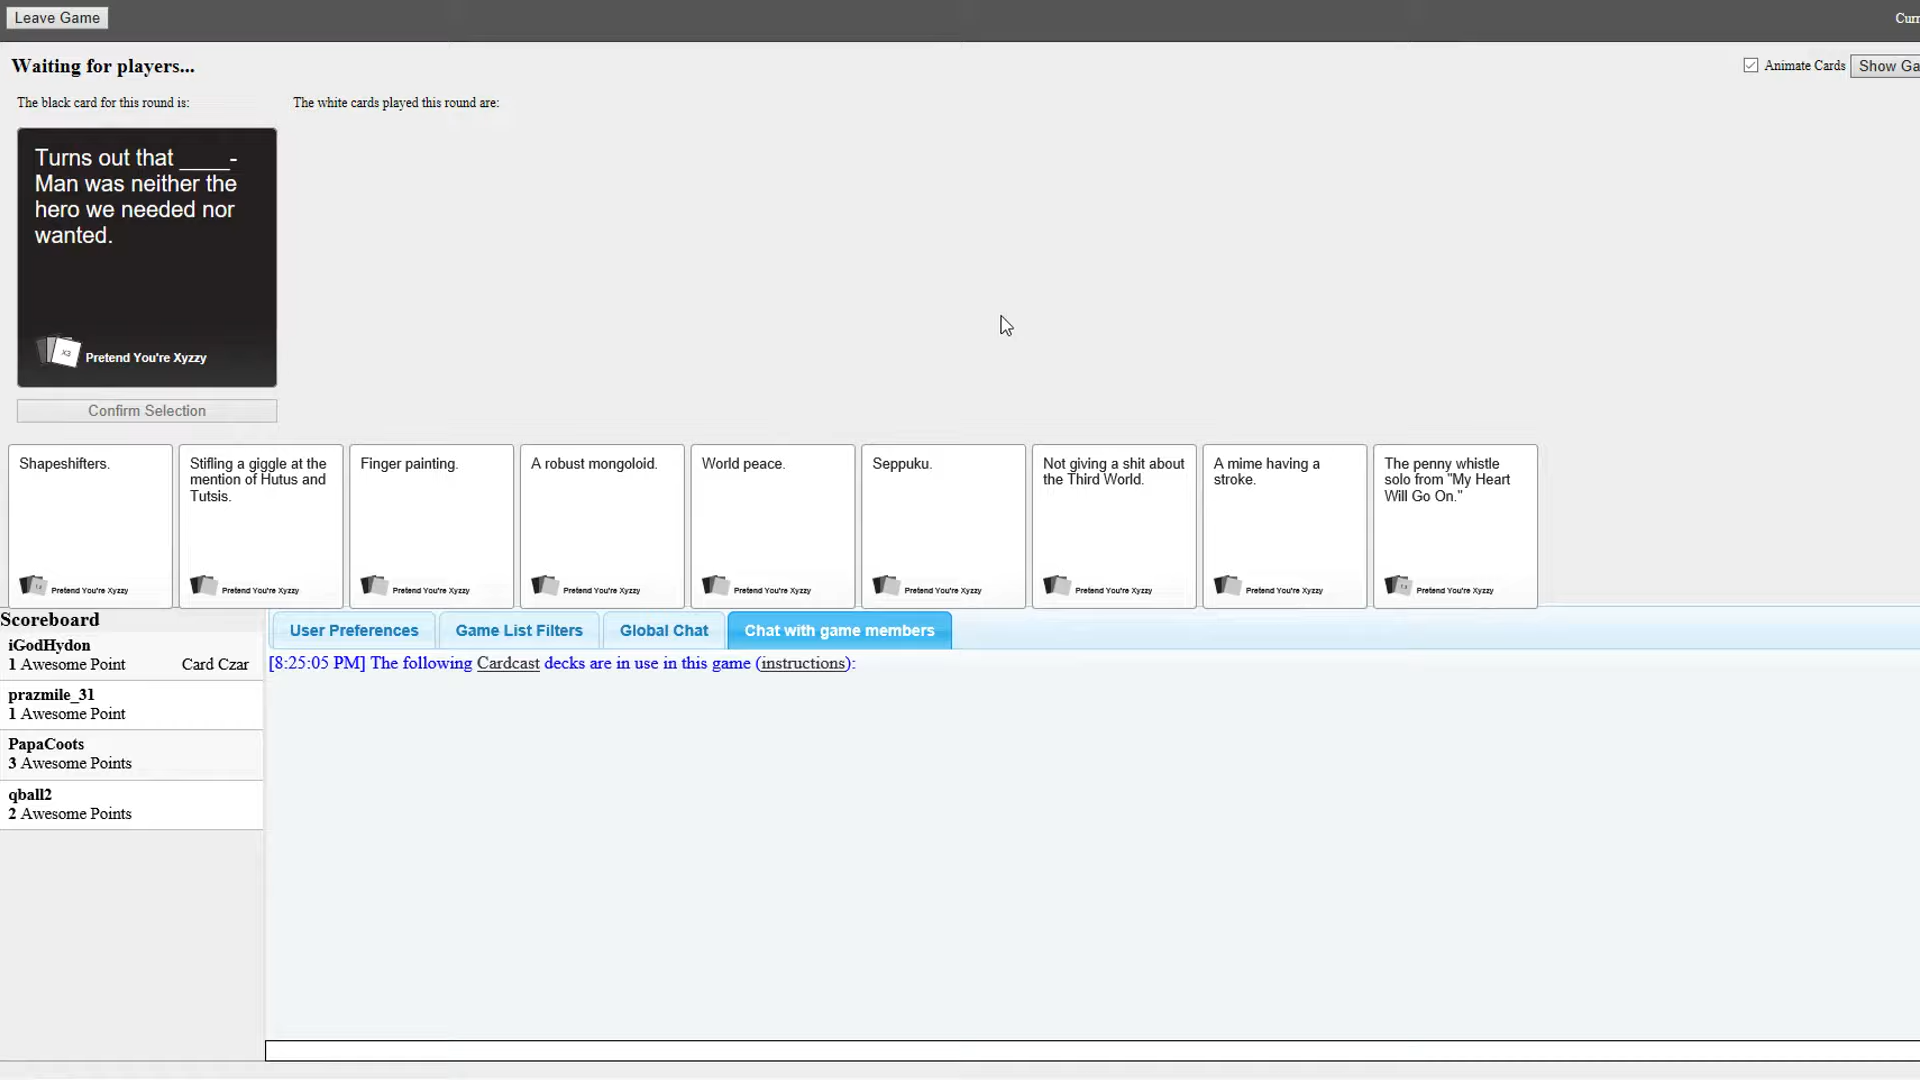 Leave Game
Curr
Waiting for players...
Animate Cards
Show Ga
The black card for this round is:
The white cards played this round are:
Turns out that ____-
Man was neither the
hero we needed nor
wanted.
X3
Pretend You're Xyzzy
Confirm Selection
Shapeshifters.
Pretend You're Xyzzy
Stifling a giggle at the
mention of Hutus and
Tutsis.
Pretend You're Xyzzy
Finger painting.
Pretend You're Xyzzy
A robust mongoloid.
Pretend You're Xyzzy
World peace.
Pretend You're Xyzzy
Seppuku.
Pretend You're Xyzzy
Not giving a shit about
the Third World.
Pretend You're Xyzzy
A mime having a
stroke.
Pretend You're Xyzzy
The penny whistle
solo from "My Heart
Will Go On."
Pretend You're Xyzzy
Scoreboard
iGodHydon
1 Awesome Point
Card Czar
prazmile_31
1 Awesome Point
PapaCoots
3 Awesome Points
qball2
2 Awesome Points
User Preferences
Game List Filters
Global Chat
Chat with game members
[8:25:05 PM] The following Cardcast decks are in use in this game (instructions):